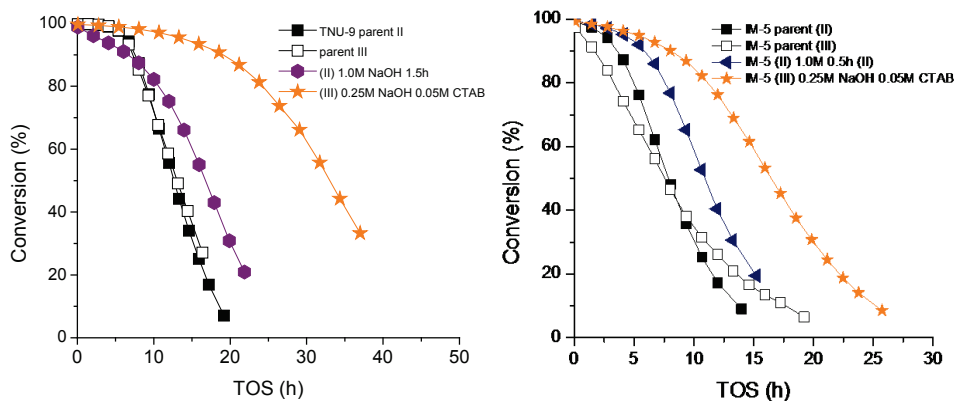 100
80
60
40
20
0
Conversion (%)
0 10 20 30 40 50
TOS (h)
TNU-9 parent II
parent III
(II) 1.0M NaOH 1.5h
(III) 0.25M NaOH 0.05M CTAB
100
80
60
40
20
0
Conversion (%)
0 5 10 15 20 25 30
TOS (h)
IM-5 parent (II)
IM-5 parent (III)
IM-5 (II) 1.0M 0.5h (II)
IM-5 (III) 0.25M NaOH 0.05M CTAB